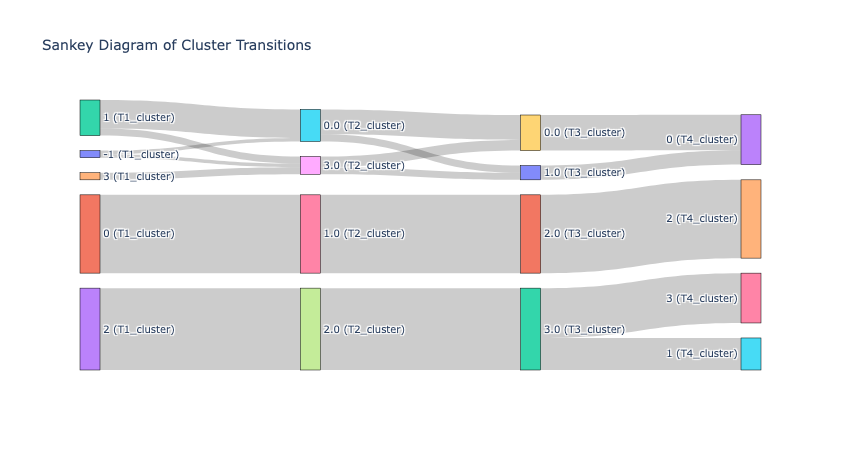 Sankey Diagram of Cluster Transitions
1 (T1_cluster)
-1 (T1_cluster)
3 (T1_cluster)
0 (T1_cluster)
2 (T1_cluster)
0.0 (T2_cluster)
3.0 (T2_cluster)
1.0 (T2_cluster)
2.0 (T2_cluster)
0.0 (T3_cluster)
1.0 (T3_cluster)
2.0 (T3_cluster)
3.0 (T3_cluster)
0 (T4_cluster)
2 (T4_cluster)
3 (T4_cluster)
1 (T4_cluster)